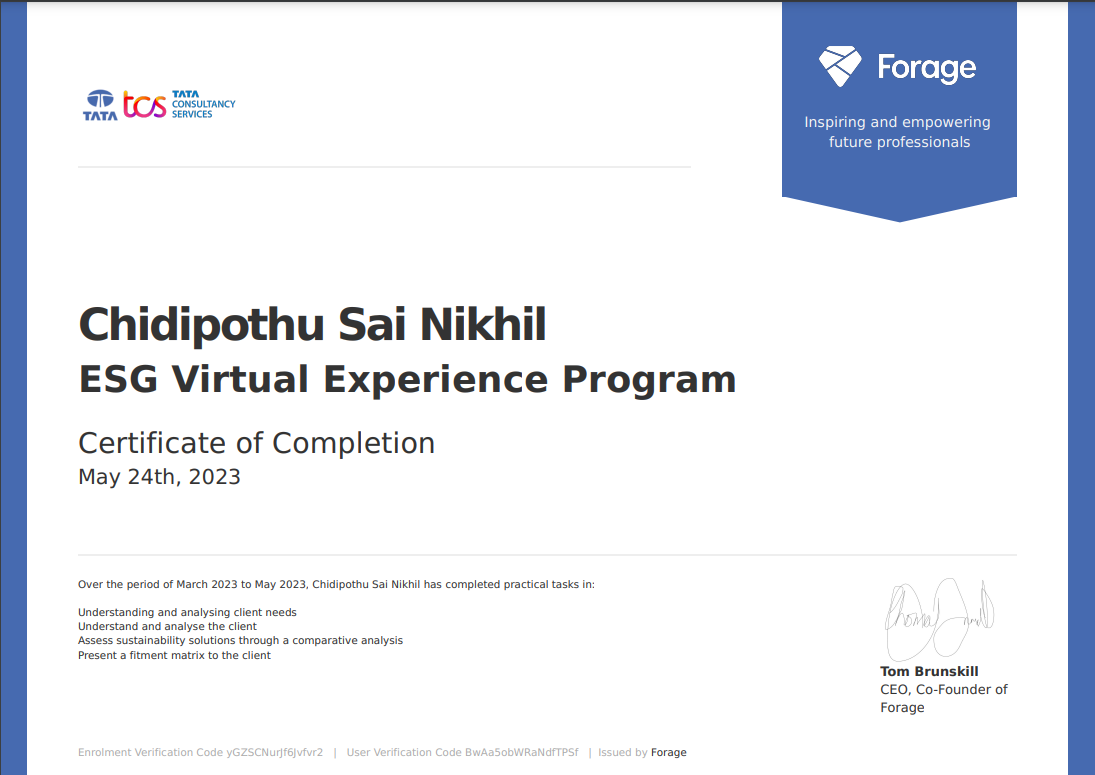 TATA
tcs
TATA
CONSULTANCY
SERVICES
Forage
Inspiring and empowering
future professionals
Chidipothu Sai Nikhil
ESG Virtual Experience Program
Certificate of Completion
May 24th, 2023
Over the period of March 2023 to May 2023, Chidipothu Sai Nikhil has completed practical tasks in:
Understanding and analysing client needs
Understand and analyse the client
Assess sustainability solutions through a comparative analysis
Present a fitment matrix to the client
Tom Brunskill
CEO, Co-Founder of
Forage
Enrolment Verification Code yGZSCNurJf6Jvfvr2 | User Verification Code BwAa5obWRaNdfTPSf | Issued by Forage